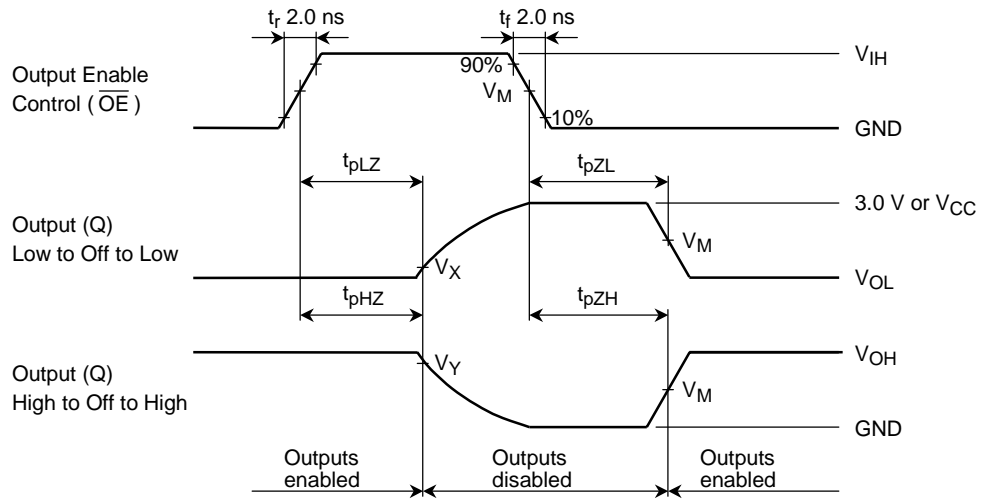 tr 2.0 ns
tf 2.0 ns
Output Enable
Control ( OE )
90%
VM
10%
VIH
GND
tpLZ
tpZL
Output (Q)
Low to Off to Low
VX
VM
3.0 V or VCC
VOL
tpHZ
tpZH
Output (Q)
High to Off to High
VY
VM
VOH
GND
Outputs
enabled
Outputs
disabled
Outputs
enabled